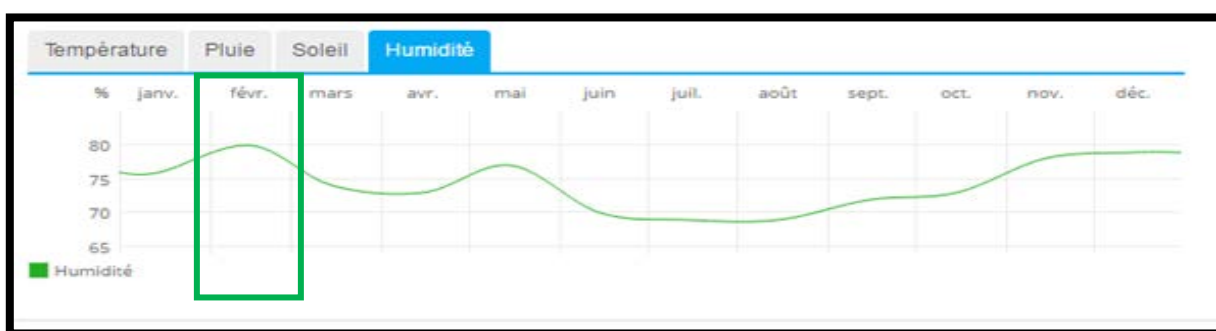 Température Pluie Soleil Humidité
% janv. févr. mars avr. mai juin juil. août sept. oct. nov. déc.
80
75
70
65
Humidité